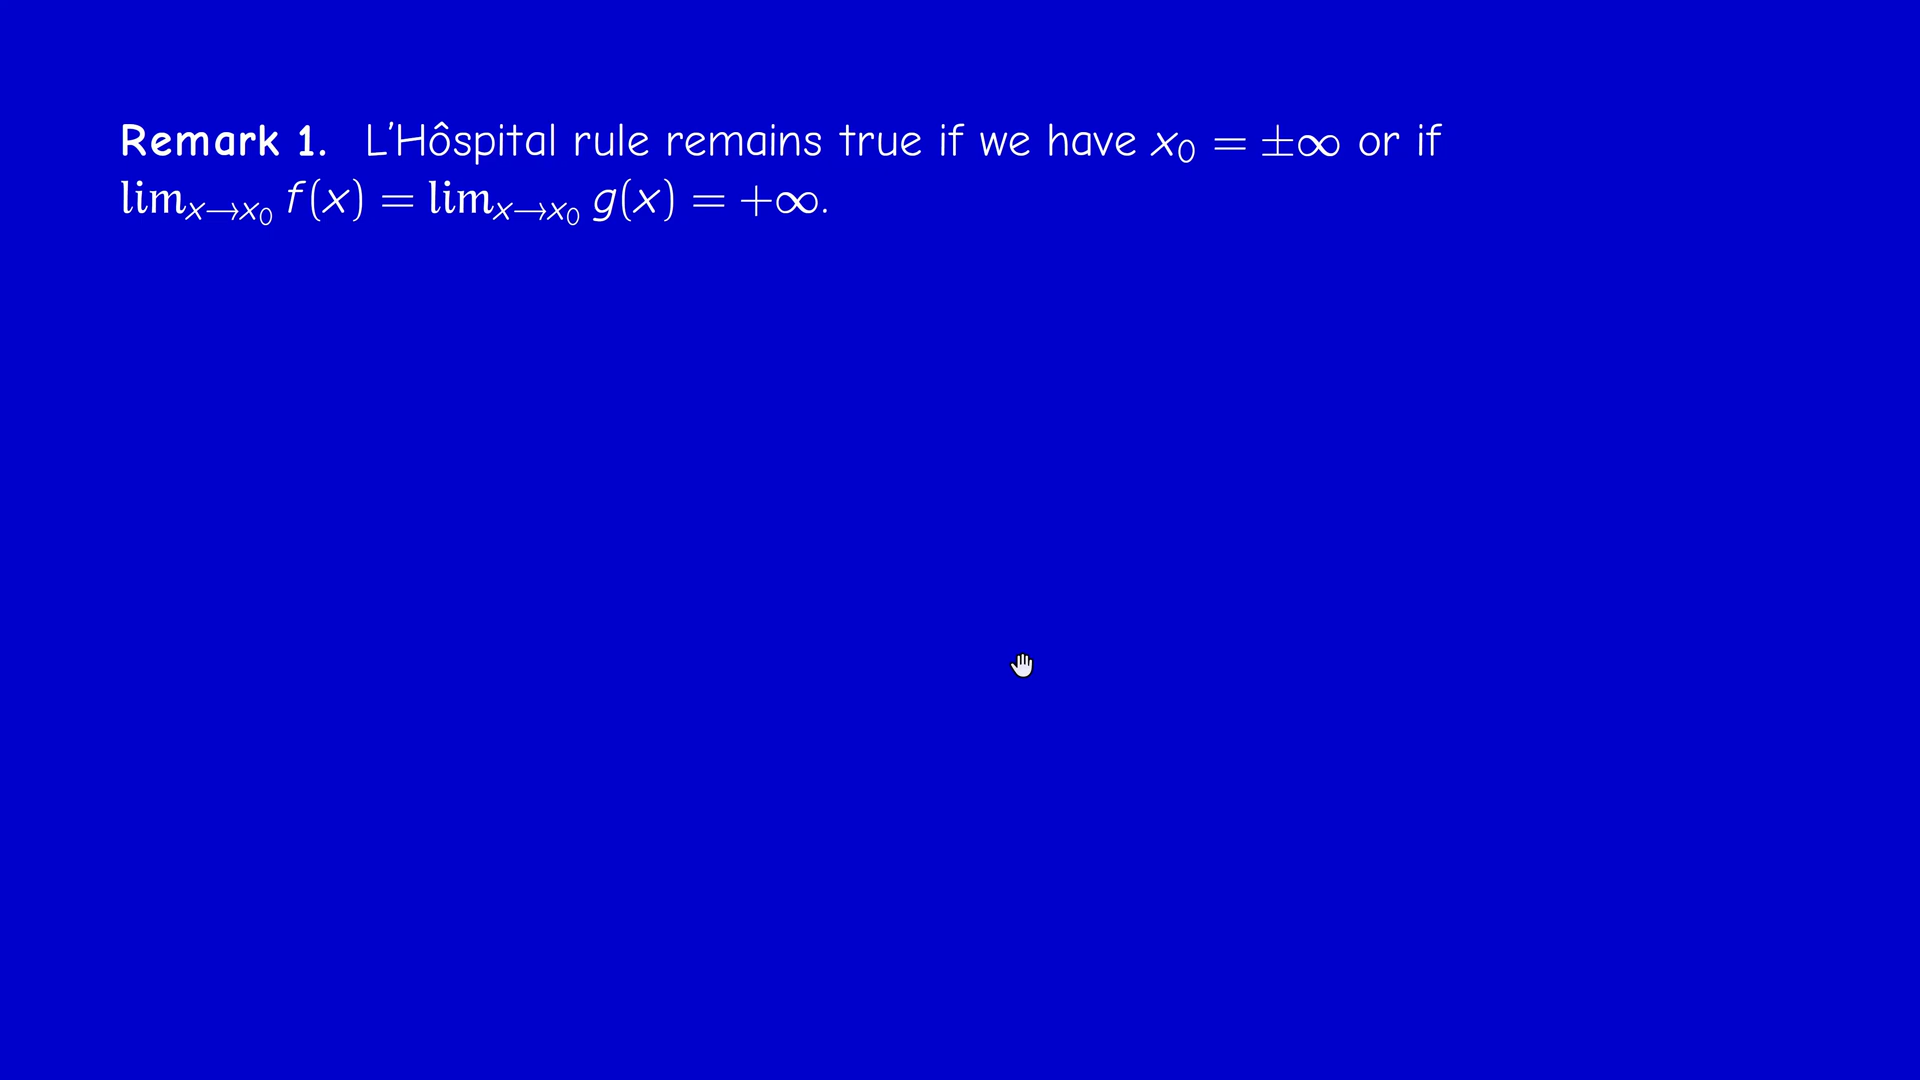 Remark 1. L'Hôspital rule remains true if we have x₀ = ±∞ or if
lim_{x→x₀} f(x) = lim_{x→x₀} g(x) = +∞.